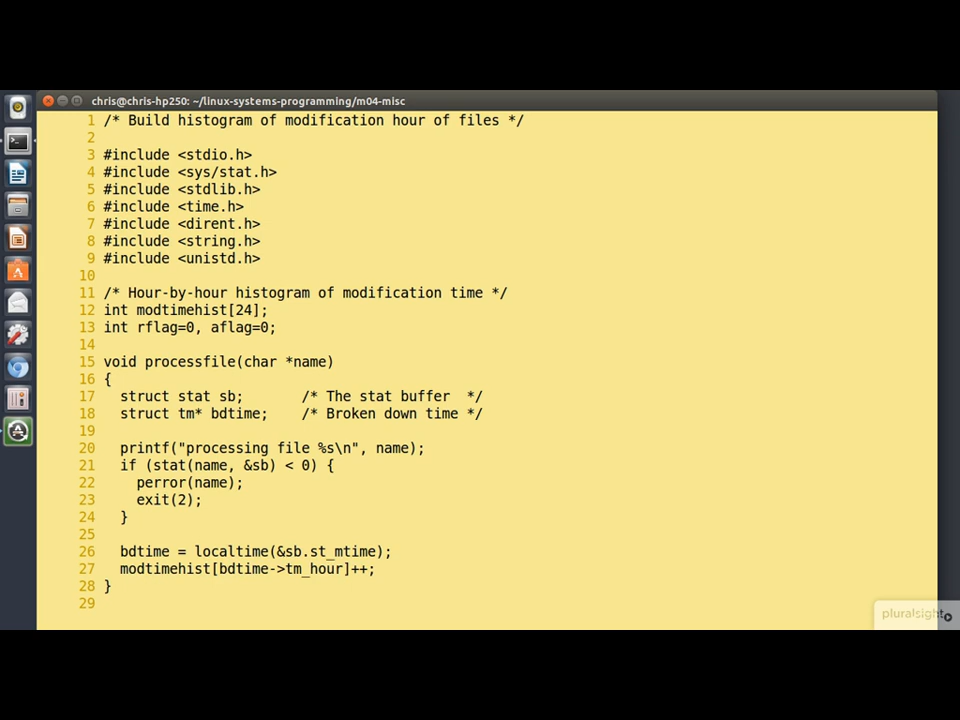 chris@chris-hp250: ~/linux-systems-programming/m04-misc
1 /* Build histogram of modification hour of files */
2
3 #include <stdio.h>
4 #include <sys/stat.h>
5 #include <stdlib.h>
6 #include <time.h>
7 #include <dirent.h>
8 #include <string.h>
9 #include <unistd.h>
10
11 /* Hour-by-hour histogram of modification time */
12 int modtimehist[24];
13 int rflag=0, aflag=0;
14
15 void processfile(char *name)
16 {
17   struct stat sb;       /* The stat buffer  */
18   struct tm* bdtime;    /* Broken down time */
19
20   printf("processing file %s\n", name);
21   if (stat(name, &sb) < 0) {
22     perror(name);
23     exit(2);
24   }
25
26   bdtime = localtime(&sb.st_mtime);
27   modtimehist[bdtime->tm_hour]++;
28 }
29
pluralsight